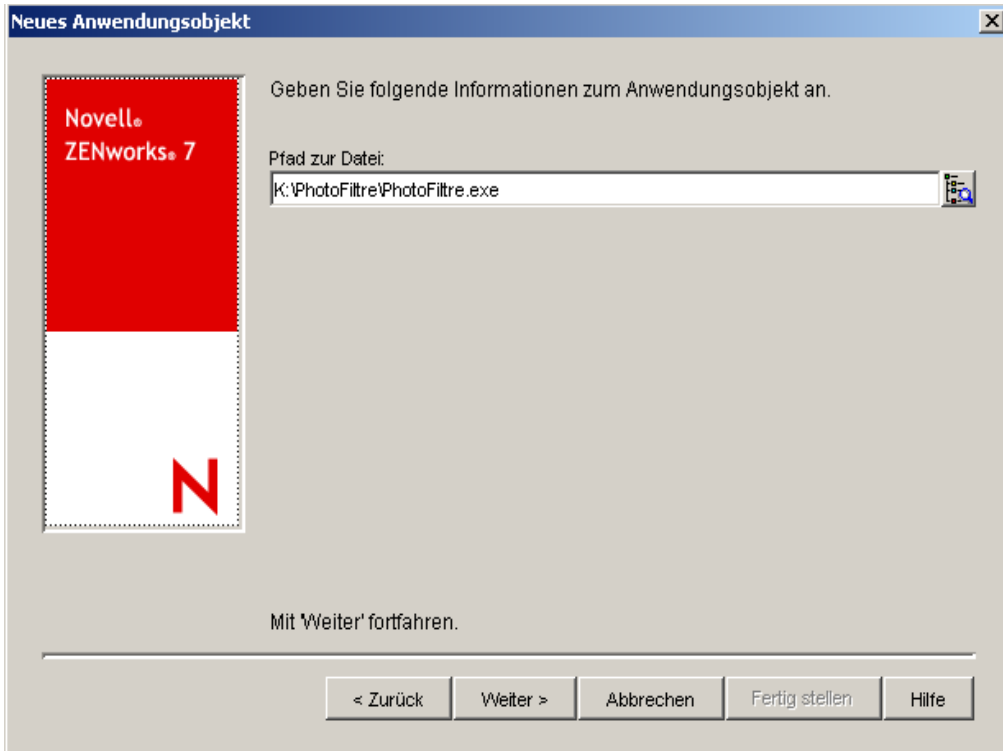 Neues Anwendungsobjekt
Novell®
ZENworks® 7
Geben Sie folgende Informationen zum Anwendungsobjekt an.
Pfad zur Datei:
K:\PhotoFiltre\PhotoFiltre.exe
N
Mit 'Weiter' fortfahren.
< Zurück
Weiter >
Abbrechen
Fertig stellen
Hilfe